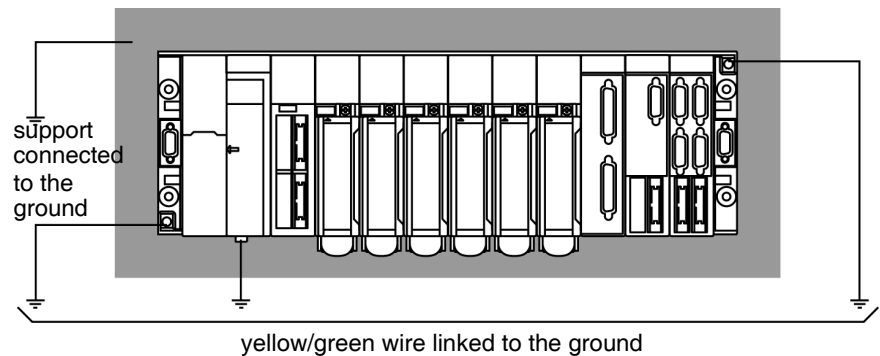 support
connected
to the
ground
yellow/green wire linked to the ground